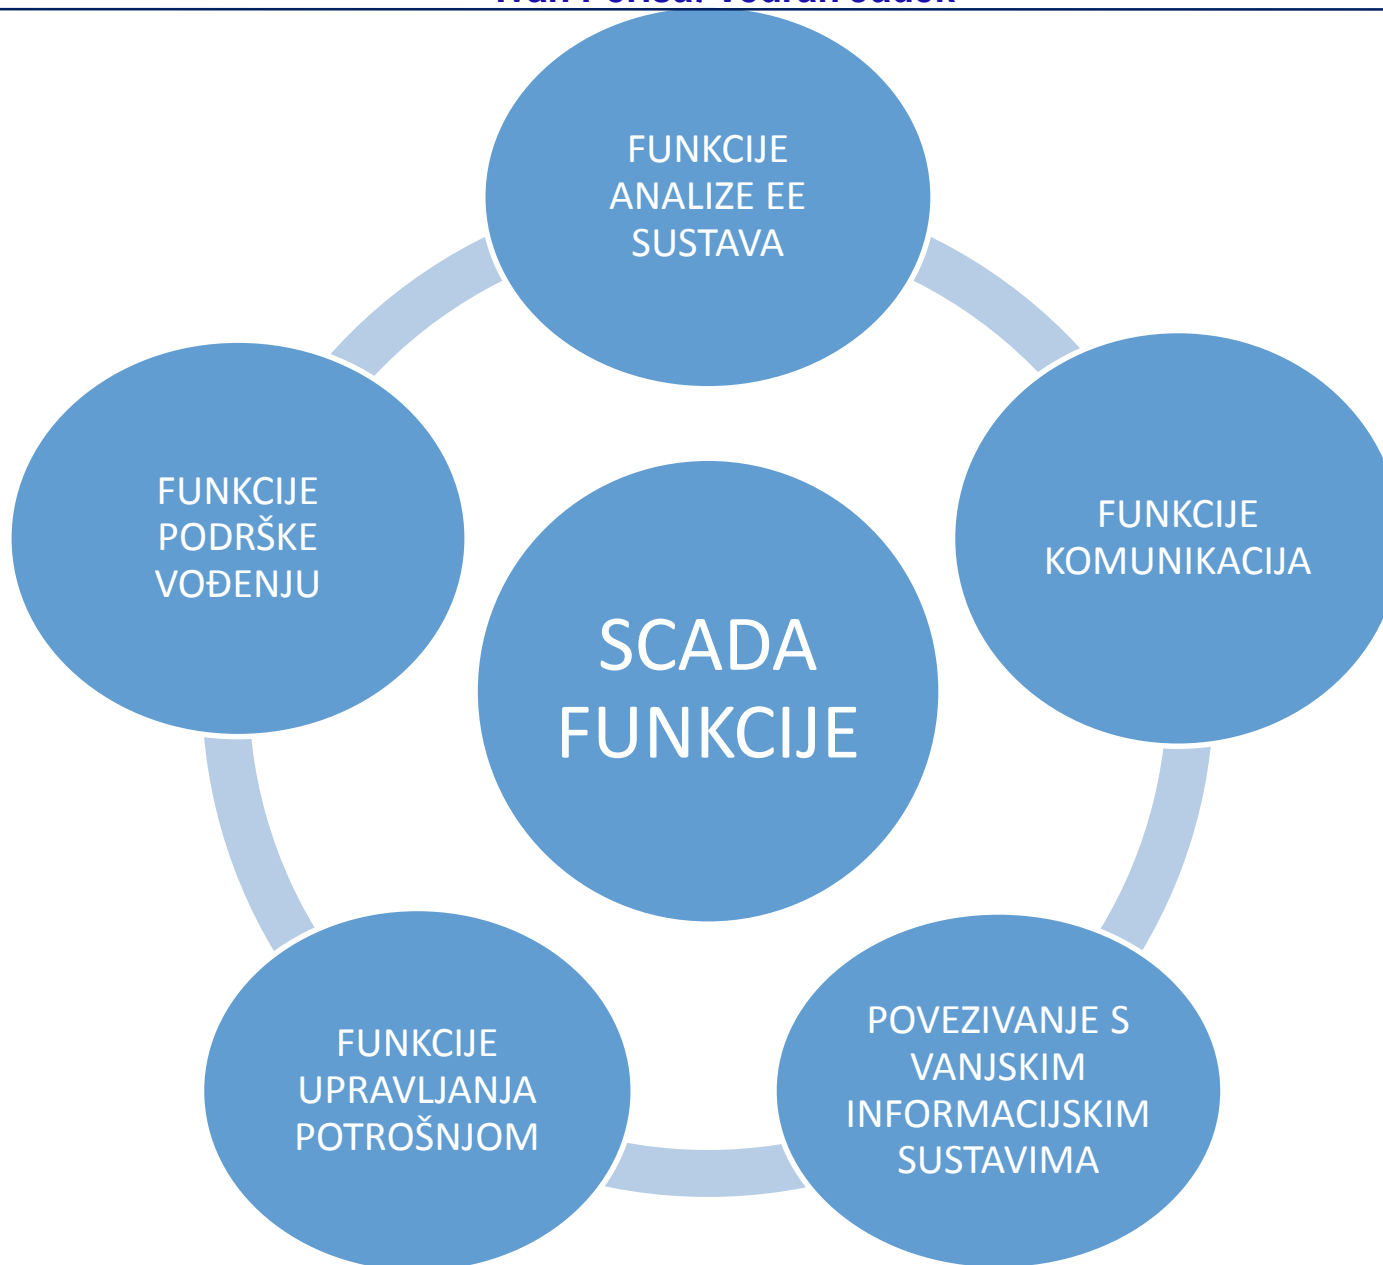 FUNKCIJE
ANALIZE EE
SUSTAVA
FUNKCIJE
KOMUNIKACIJA
POVEZIVANJE S
VANJSKIM
INFORMACIJSKIM
SUSTAVIMA
FUNKCIJE
UPRAVLJANJA
POTROŠNJOM
FUNKCIJE
PODRŠKE
VOĐENJU
SCADA
FUNKCIJE